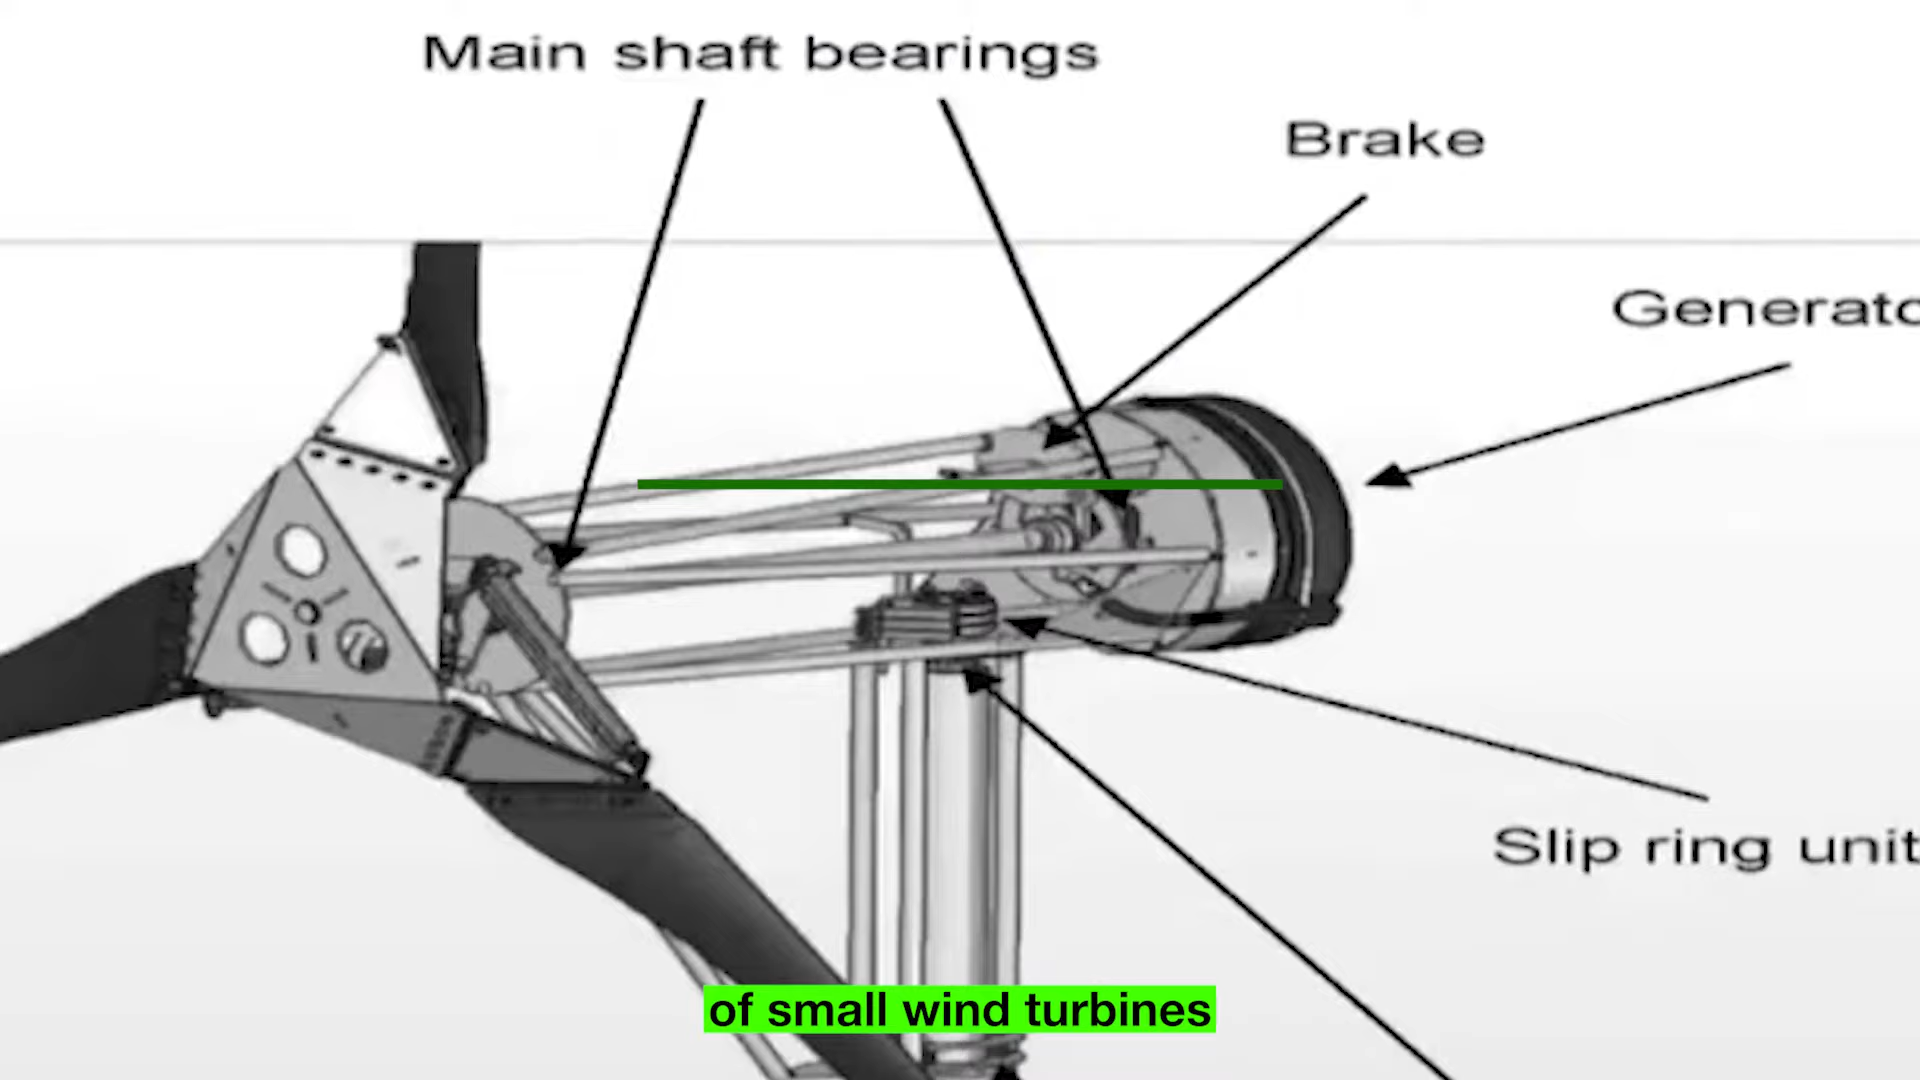 Main shaft bearings
Brake
Generato
Slip ring unit
of small wind turbines